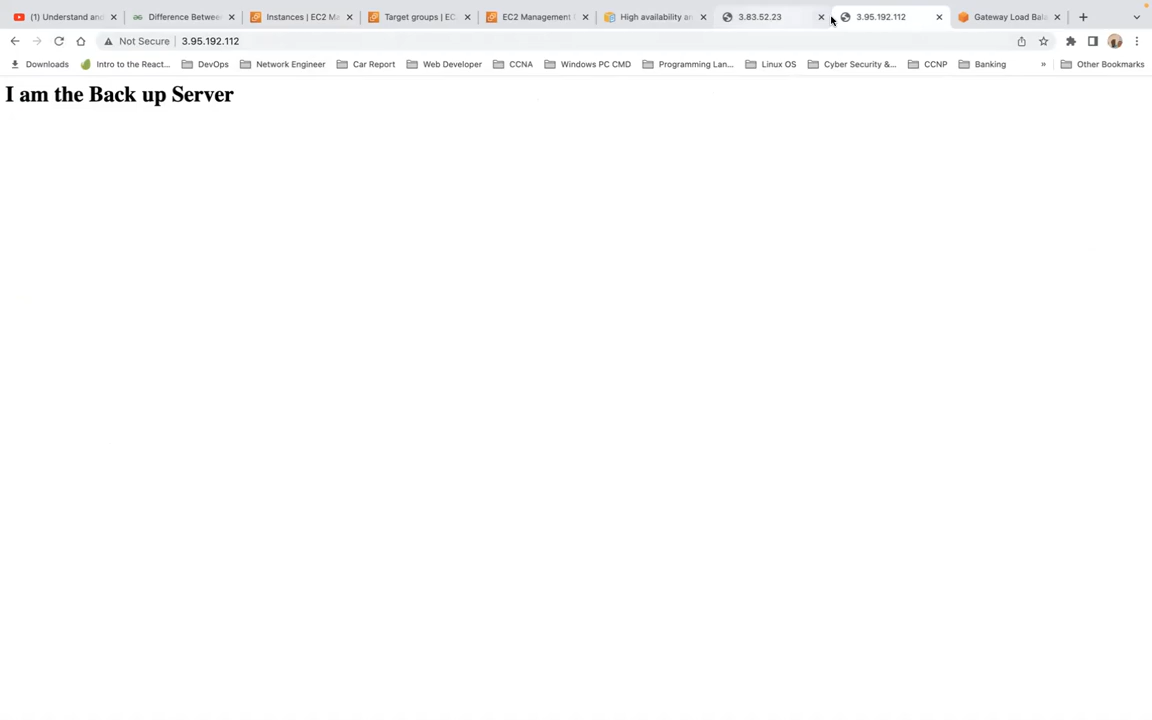 (1) Understand and
Difference Betwee
Instances | EC2 Ma
Target groups | EC
EC2 Management
High availability an
3.83.52.23
3.95.192.112
Gateway Load Bala
Not Secure
3.95.192.112
Downloads
Intro to the React...
DevOps
Network Engineer
Car Report
Web Developer
CCNA
Windows PC CMD
Programming Lan...
Linux OS
Cyber Security &...
CCNP
Banking
»
Other Bookmarks
I am the Back up Server